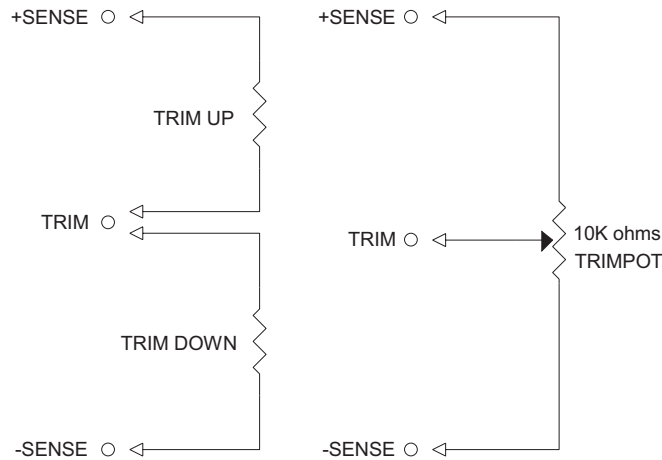 +SENSE
TRIM UP
TRIM
TRIM DOWN
-SENSE
+SENSE
TRIM
10K ohms
TRIMPOT
-SENSE